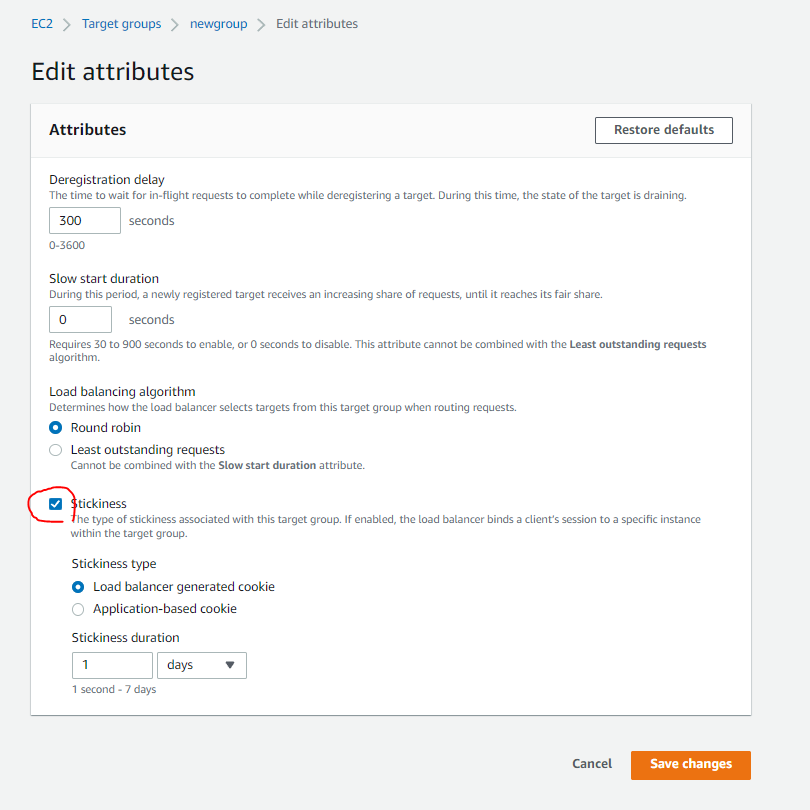 EC2 > Target groups > newgroup > Edit attributes
Edit attributes
Attributes
Restore defaults
Deregistration delay
The time to wait for in-flight requests to complete while deregistering a target. During this time, the state of the target is draining.
300 seconds
0-3600
Slow start duration
During this period, a newly registered target receives an increasing share of requests, until it reaches its fair share.
0 seconds
Requires 30 to 900 seconds to enable, or 0 seconds to disable. This attribute cannot be combined with the Least outstanding requests
algorithm.
Load balancing algorithm
Determines how the load balancer selects targets from this target group when routing requests.
Round robin
Least outstanding requests
Cannot be combined with the Slow start duration attribute.
Stickiness
The type of stickiness associated with this target group. If enabled, the load balancer binds a client's session to a specific instance
within the target group.
Stickiness type
Load balancer generated cookie
Application-based cookie
Stickiness duration
1 days
1 second - 7 days
Cancel Save changes